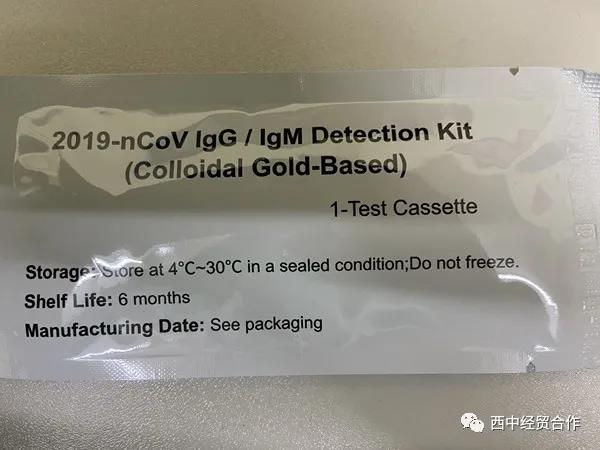 2019-nCoV IgG / IgM Detection Kit
(Colloidal Gold-Based)
1-Test Cassette
Storage: Store at 4℃~30℃ in a sealed condition;Do not freeze.
Shelf Life: 6 months
Manufacturing Date: See packaging
西中经贸合作